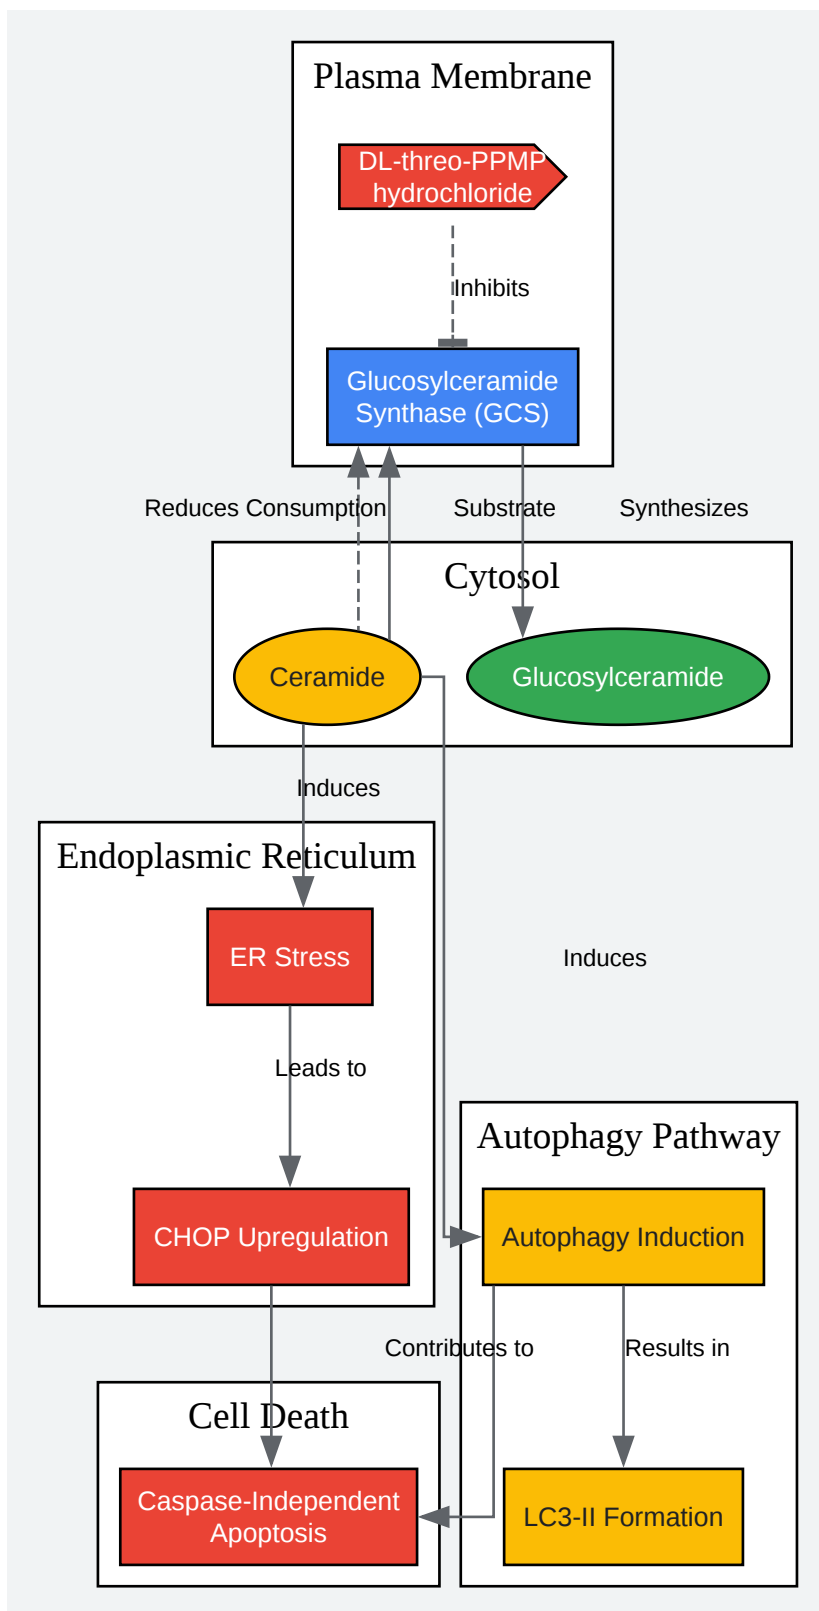 Plasma Membrane
DL-threo-PPMP
hydrochloride
Inhibits
Glucosylceramide
Synthase (GCS)
Reduces Consumption
Substrate
Synthesizes
Cytosol
Ceramide
Glucosylceramide
Induces
Endoplasmic Reticulum
ER Stress
Induces
Leads to
Autophagy Pathway
CHOP Upregulation
Autophagy Induction
Contributes to
Results in
Cell Death
Caspase-Independent
Apoptosis
LC3-II Formation